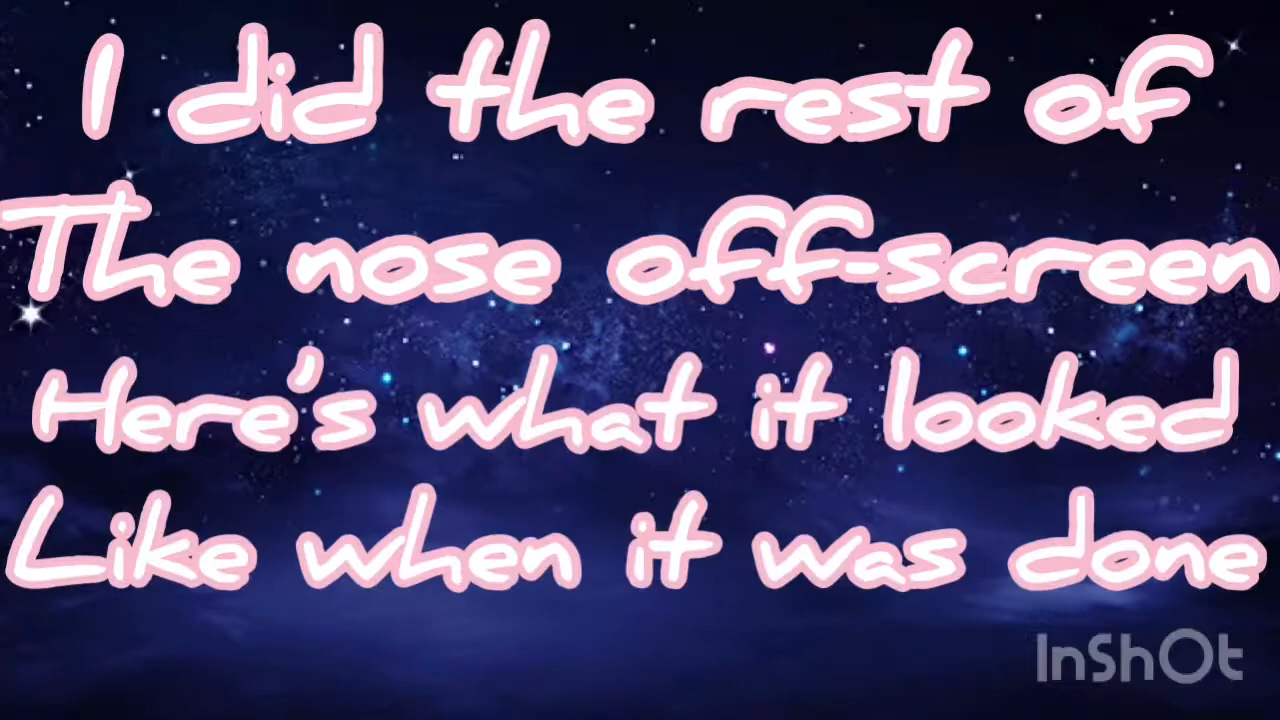 I did the rest of
The nose off-screen
Here's what it looked
Like when it was done
InShOt